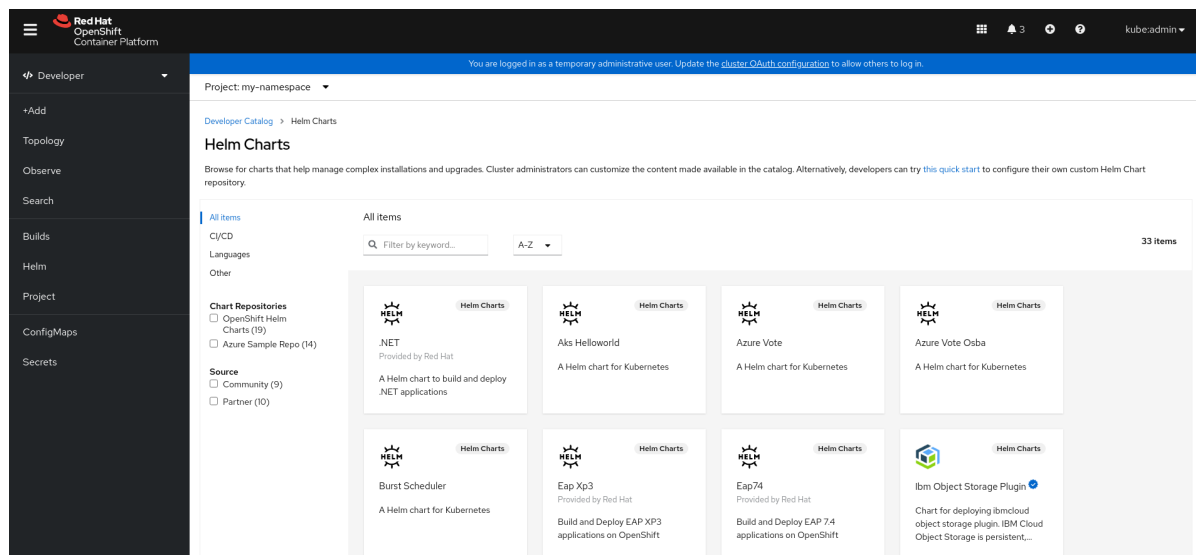 Red Hat
OpenShift
Container Platform
3
kube:admin
Developer
You are logged in as a temporary administrative user. Update the cluster OAuth configuration to allow others to log in.
Project: my-namespace
+Add
Topology
Observe
Search
Builds
Helm
Project
ConfigMaps
Secrets
Developer Catalog > Helm Charts
Helm Charts
Browse for charts that help manage complex installations and upgrades. Cluster administrators can customize the content made available in the catalog. Alternatively, developers can try this quick start to configure their own custom Helm Chart
repository.
All items
CI/CD
Languages
Other
Chart Repositories
OpenShift Helm
Charts (19)
Azure Sample Repo (14)
Source
Community (9)
Partner (10)
All items
Filter by keyword...
A-Z
33 items
HELM
Helm Charts
.NET
Provided by Red Hat
A Helm chart to build and deploy
.NET applications
HELM
Helm Charts
Aks Helloworld
A Helm chart for Kubernetes
HELM
Helm Charts
Azure Vote
A Helm chart for Kubernetes
HELM
Helm Charts
Azure Vote Osba
A Helm chart for Kubernetes
HELM
Helm Charts
Burst Scheduler
A Helm chart for Kubernetes
HELM
Helm Charts
Eap Xp3
Provided by Red Hat
Build and Deploy EAP XP3
applications on OpenShift
HELM
Helm Charts
Eap74
Provided by Red Hat
Build and Deploy EAP 7.4
applications on OpenShift
Helm Charts
Ibm Object Storage Plugin
Chart for deploying ibmcloud
object storage plugin. IBM Cloud
Object Storage is persistent,...